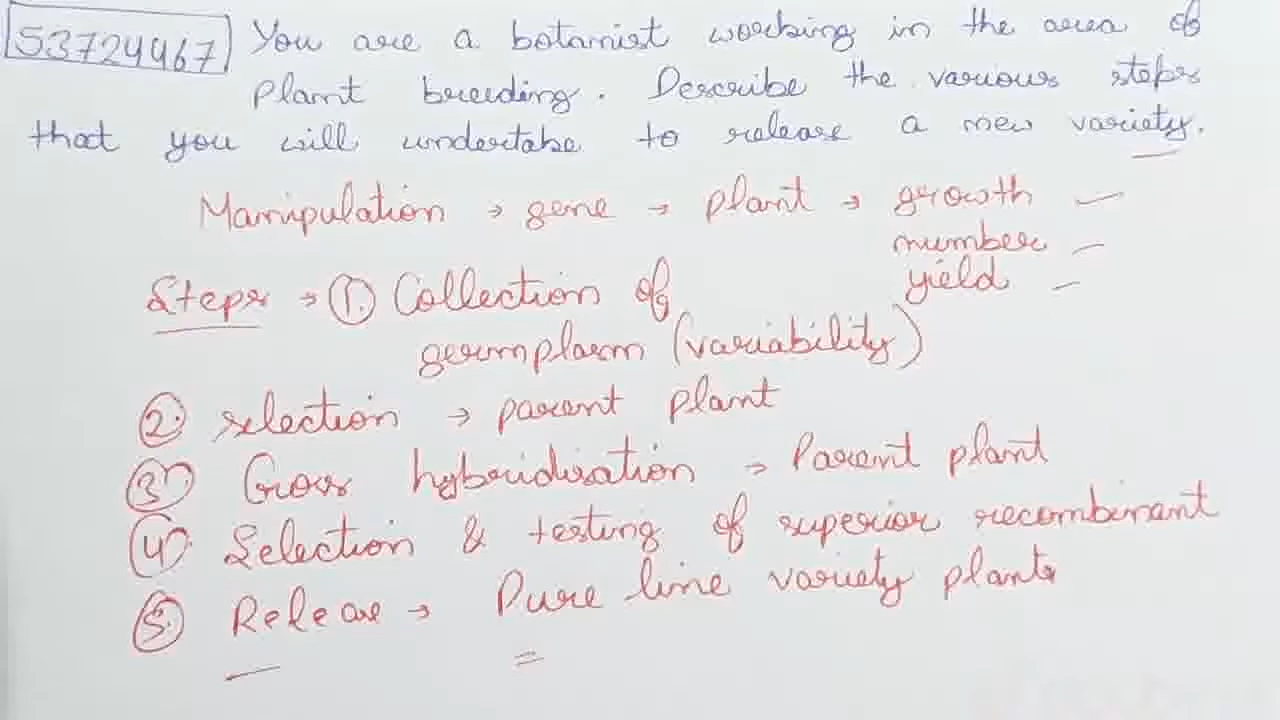 53724467 You are a botanist working in the area of
plant breeding. Describe the various steps
that you will undertake to release a new variety.
Manipulation → gene → plant → growth
number
yield
Steps → 1. Collection of
germplasm (variability)
2. selection → parent plant
3. Cross hybridisation → Parent plant
4. Selection & testing of superior recombinant
5. Release → Pure line variety plants